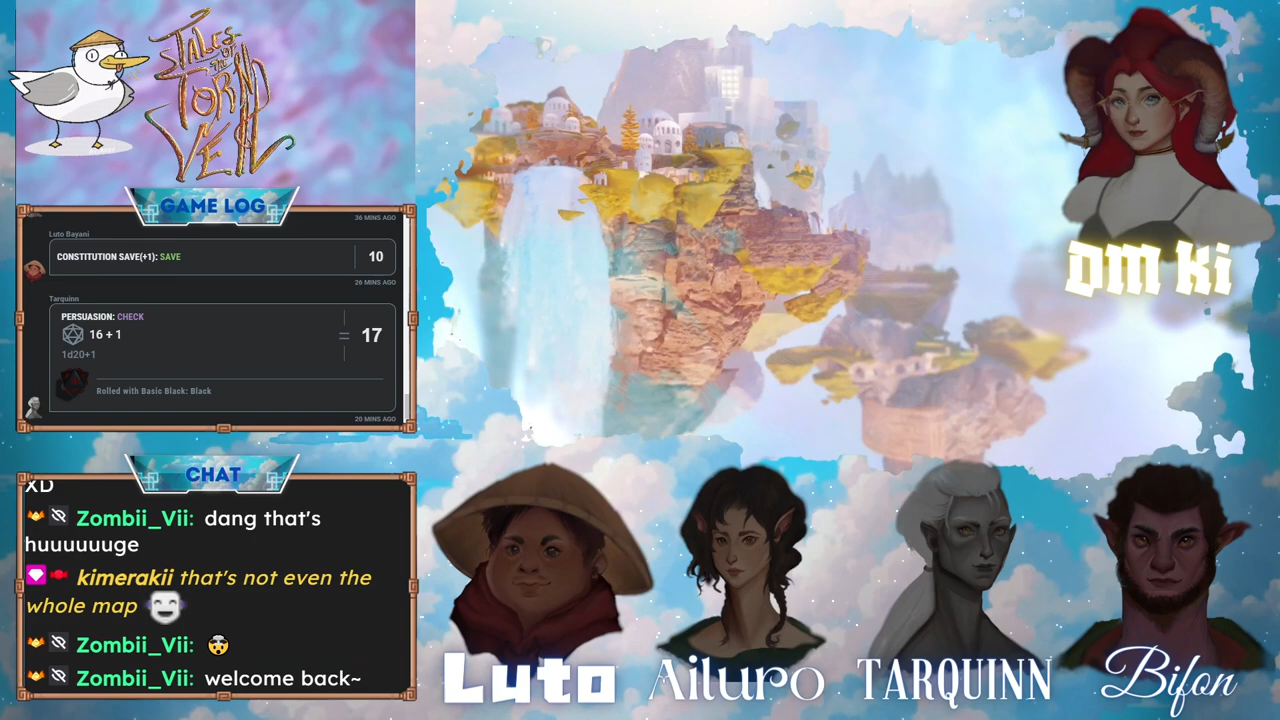 TALES
OF
THE
TORN
VEIL
GAME LOG
36 MINS AGO
Luto Bayani
CONSTITUTION SAVE(+1): SAVE
10
26 MINS AGO
Tarquinn
PERSUASION: CHECK
16 + 1
= 17
1d20+1
Rolled with Basic Black: Black
20 MINS AGO
CHAT
XD
Zombii_Vii: dang that's
huuuuuuge
kimerakii that's not even the
whole map
Zombii_Vii:
Zombii_Vii: welcome back~
DM Ki
Luto
Ailuro
TARQUINN
Bifon